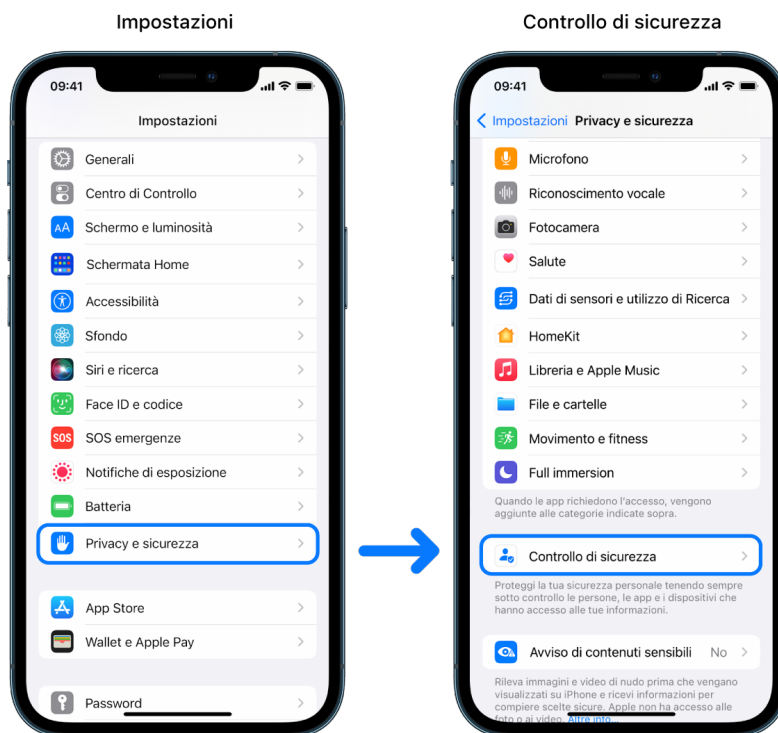 Impostazioni
09:41
Impostazioni
Generali
Centro di Controllo
AA
Schermo e luminosità
Schermata Home
Accessibilità
Sfondo
Siri e ricerca
Face ID e codice
SOS
SOS emergenze
Notifiche di esposizione
Batteria
Privacy e sicurezza
App Store
Wallet e Apple Pay
Password
Controllo di sicurezza
09:41
Impostazioni Privacy e sicurezza
Microfono
Riconoscimento vocale
Fotocamera
Salute
Dati di sensori e utilizzo di Ricerca
HomeKit
Libreria e Apple Music
File e cartelle
Movimento e fitness
Full immersion
Quando le app richiedono l'accesso, vengono
aggiunte alle categorie indicate sopra.
Controllo di sicurezza
Proteggi la tua sicurezza personale tenendo sempre
sotto controllo le persone, le app e i dispositivi che
hanno accesso alle tue informazioni.
Avviso di contenuti sensibili No
Rileva immagini e video di nudo prima che vengano
visualizzati su iPhone e ricevi informazioni per
compiere scelte sicure. Apple non ha accesso alle
foto o ai video. Altre info...